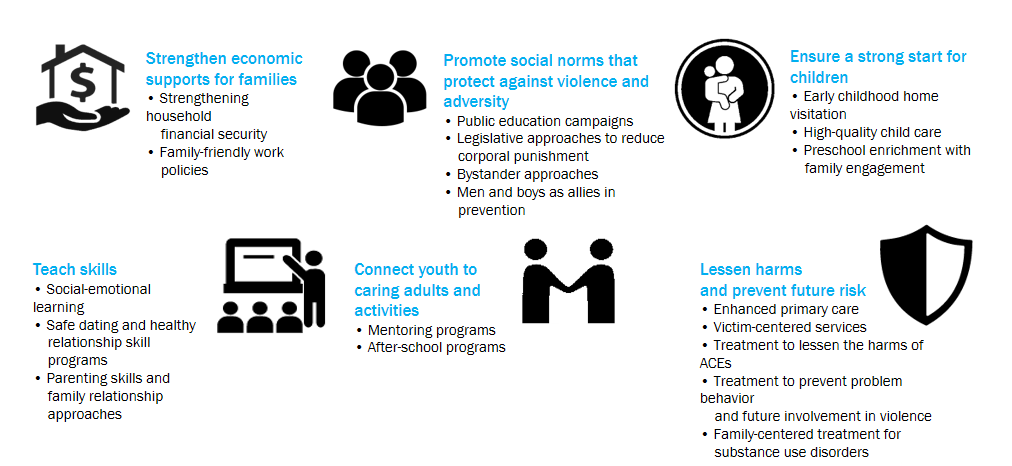 Strengthen economic
supports for families
• Strengthening
household
financial security
• Family-friendly work
policies
Promote social norms that
protect against violence and
adversity
• Public education campaigns
• Legislative approaches to reduce
corporal punishment
• Bystander approaches
• Men and boys as allies in
prevention
Ensure a strong start for
children
• Early childhood home
visitation
• High-quality child care
• Preschool enrichment with
family engagement
Teach skills
• Social-emotional
learning
• Safe dating and healthy
relationship skill
programs
• Parenting skills and
family relationship
approaches
Connect youth to
caring adults and
activities
• Mentoring programs
• After-school programs
Lessen harms
and prevent future risk
• Enhanced primary care
• Victim-centered services
• Treatment to lessen the harms of
ACEs
• Treatment to prevent problem
behavior
and future involvement in violence
• Family-centered treatment for
substance use disorders